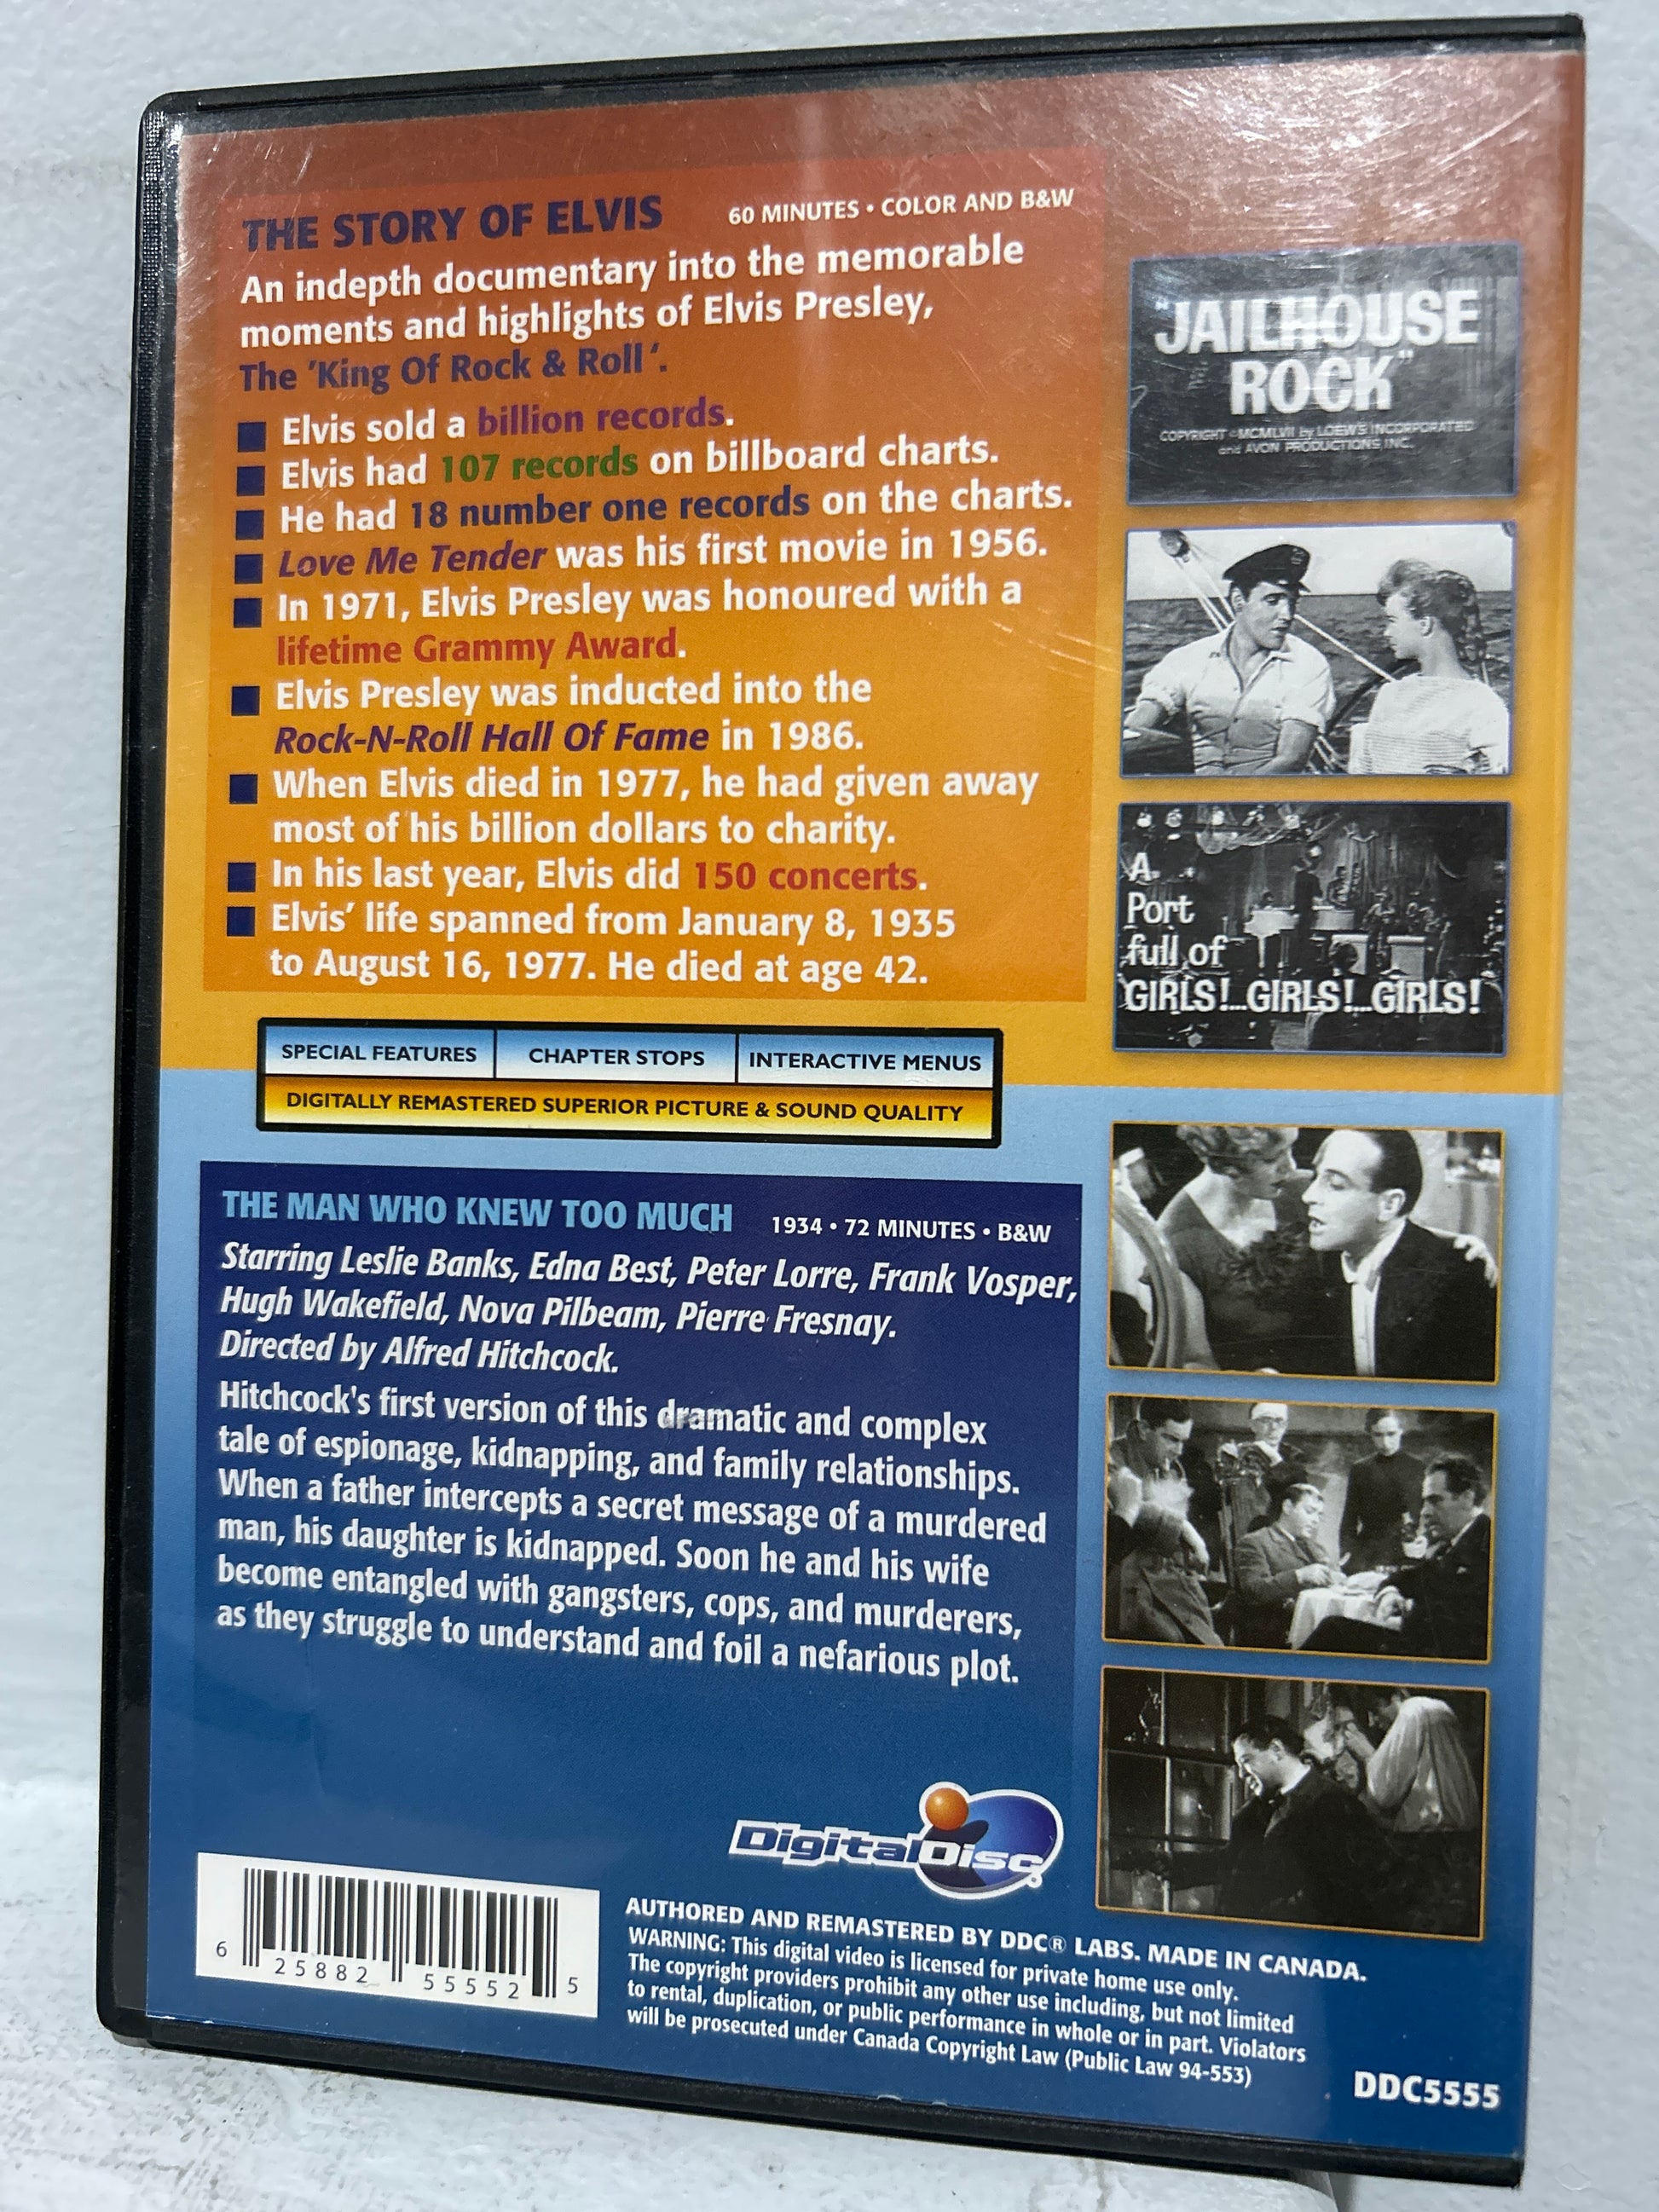 THE STORY OF ELVIS 60 MINUTES • COLOR AND B&W
An indepth documentary into the memorable
moments and highlights of Elvis Presley,
The 'King Of Rock & Roll '.
Elvis sold a billion records.
Elvis had 107 records on billboard charts.
He had 18 number one records on the charts.
Love Me Tender was his first movie in 1956.
In 1971, Elvis Presley was honoured with a
lifetime Grammy Award.
Elvis Presley was inducted into the
Rock-N-Roll Hall Of Fame in 1986.
When Elvis died in 1977, he had given away
most of his billion dollars to charity.
In his last year, Elvis did 150 concerts.
Elvis' life spanned from January 8, 1935
to August 16, 1977. He died at age 42.
JAILHOUSE
ROCK"
COPYRIGHT ©MCMLVII by LOEW'S INCORPORATED
and AVON PRODUCTIONS, INC.
A
Port
full of
GIRLS!...GIRLS!...GIRLS!
SPECIAL FEATURES CHAPTER STOPS INTERACTIVE MENUS
DIGITALLY REMASTERED SUPERIOR PICTURE & SOUND QUALITY
THE MAN WHO KNEW TOO MUCH 1934 • 72 MINUTES • B&W
Starring Leslie Banks, Edna Best, Peter Lorre, Frank Vosper,
Hugh Wakefield, Nova Pilbeam, Pierre Fresnay.
Directed by Alfred Hitchcock.
Hitchcock's first version of this dramatic and complex
tale of espionage, kidnapping, and family relationships.
When a father intercepts a secret message of a murdered
man, his daughter is kidnapped. Soon he and his wife
become entangled with gangsters, cops, and murderers,
as they struggle to understand and foil a nefarious plot.
DigitalDisc
6 25882 55552 5
AUTHORED AND REMASTERED BY DDC® LABS. MADE IN CANADA.
WARNING: This digital video is licensed for private home use only.
The copyright providers prohibit any other use including, but not limited
to rental, duplication, or public performance in whole or in part. Violators
will be prosecuted under Canada Copyright Law (Public Law 94-553)
DDC5555